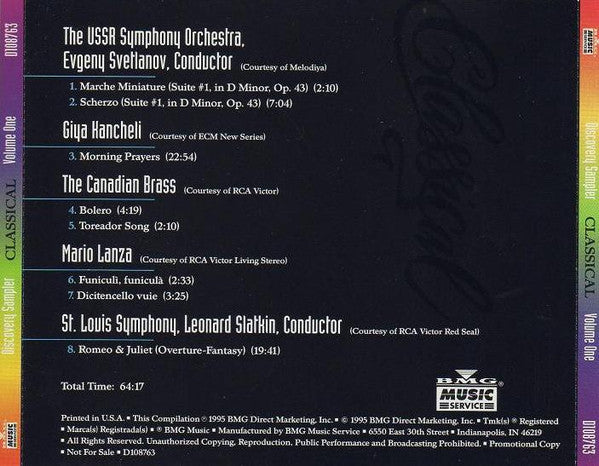 D108763
Volume One
CLASSICAL
Discovery Sampler
MUSIC
SERVICE
The USSR Symphony Orchestra,
Evgeny Svetlanov, Conductor (Courtesy of Melodiya)
1. Marche Miniature (Suite #1, in D Minor, Op. 43) (2:10)
2. Scherzo (Suite #1, in D Minor, Op. 43) (7:04)
Giya Kancheli (Courtesy of ECM New Series)
3. Morning Prayers (22:54)
The Canadian Brass (Courtesy of RCA Victor)
4. Bolero (4:19)
5. Toreador Song (2:10)
Mario Lanza (Courtesy of RCA Victor Living Stereo)
6. Funiculì, funiculà (2:33)
7. Dicitencello vuie (3:25)
St. Louis Symphony, Leonard Slatkin, Conductor (Courtesy of RCA Victor Red Seal)
8. Romeo & Juliet (Overture-Fantasy) (19:41)
Total Time: 64:17
BMG
MUSIC
SERVICE
Printed in U.S.A. ▪ This Compilation ℗ 1995 BMG Direct Marketing, Inc. ▪ © 1995 BMG Direct Marketing, Inc. ▪ Tmk(s) ® Registered
▪ Marca(s) Registrada(s) ▪ ® BMG Music ▪ Manufactured by BMG Music Service ▪ 6550 East 30th Street ▪ Indianapolis, IN 46219
▪ All Rights Reserved. Unauthorized Copying, Reproduction, Public Performance and Broadcasting Prohibited. ▪ Promotional Copy
▪ Not For Sale ▪ D108763
Classical
MUSIC
SERVICE
Discovery Sampler
CLASSICAL
Volume One
D108763